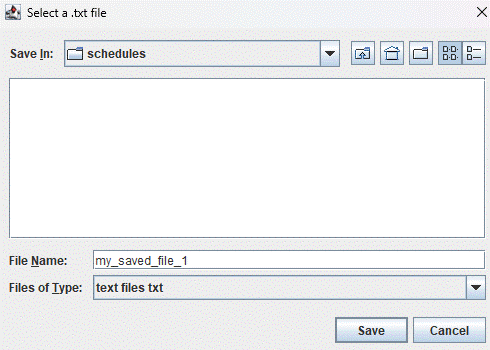 Select a .txt file
Save In: schedules
File Name: my_saved_file_1
Files of Type: text files txt
Save Cancel